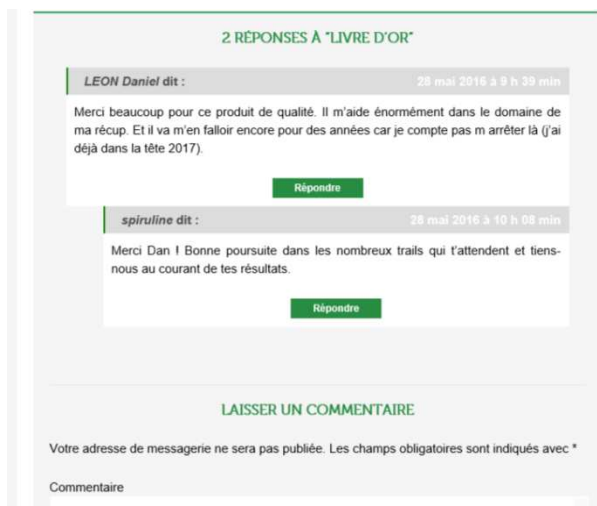 2 RÉPONSES À "LIVRE D'OR"
LEON Daniel dit :
28 mai 2016 à 9 h 39 min
Merci beaucoup pour ce produit de qualité. Il m'aide énormément dans le domaine de
ma récup. Et il va m'en falloir encore pour des années car je compte pas m arrêter là (j'ai
déjà dans la tête 2017).
Répondre
spiruline dit :
28 mai 2016 à 10 h 08 min
Merci Dan ! Bonne poursuite dans les nombreux trails qui t'attendent et tiens-
nous au courant de tes résultats.
Répondre
LAISSER UN COMMENTAIRE
Votre adresse de messagerie ne sera pas publiée. Les champs obligatoires sont indiqués avec *
Commentaire